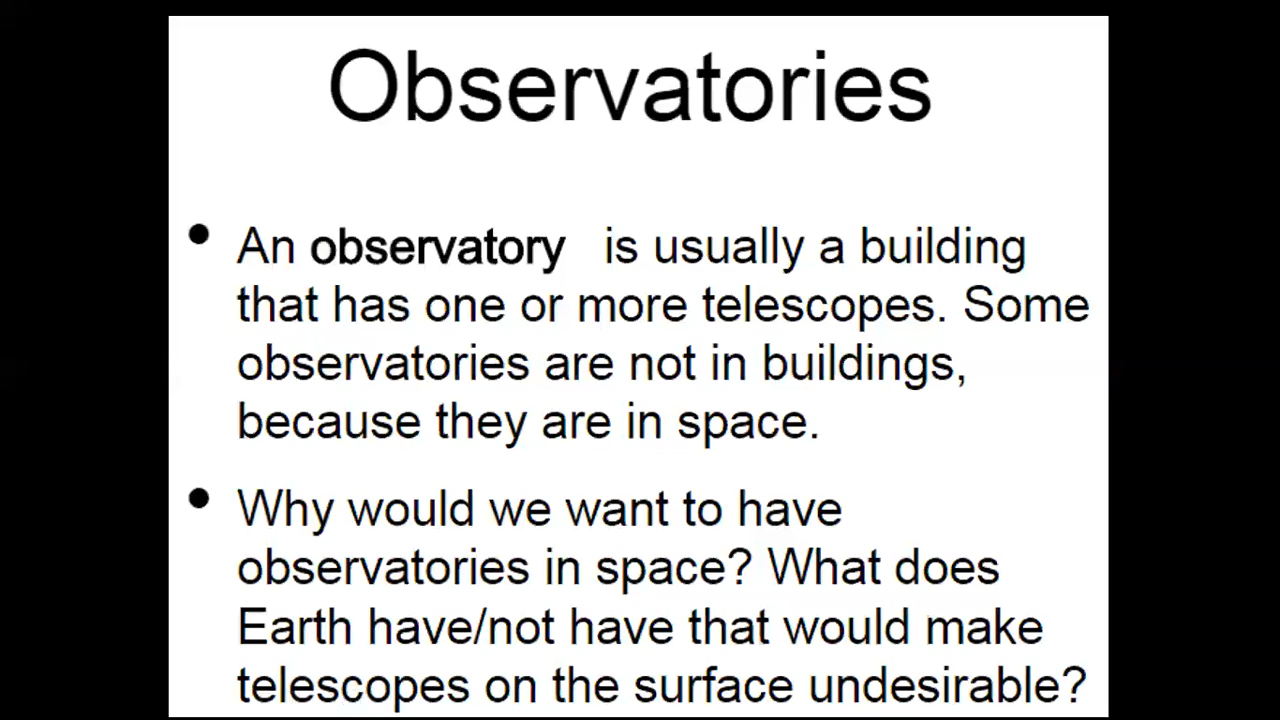 Observatories
• An observatory is usually a building
that has one or more telescopes. Some
observatories are not in buildings,
because they are in space.
• Why would we want to have
observatories in space? What does
Earth have/not have that would make
telescopes on the surface undesirable?